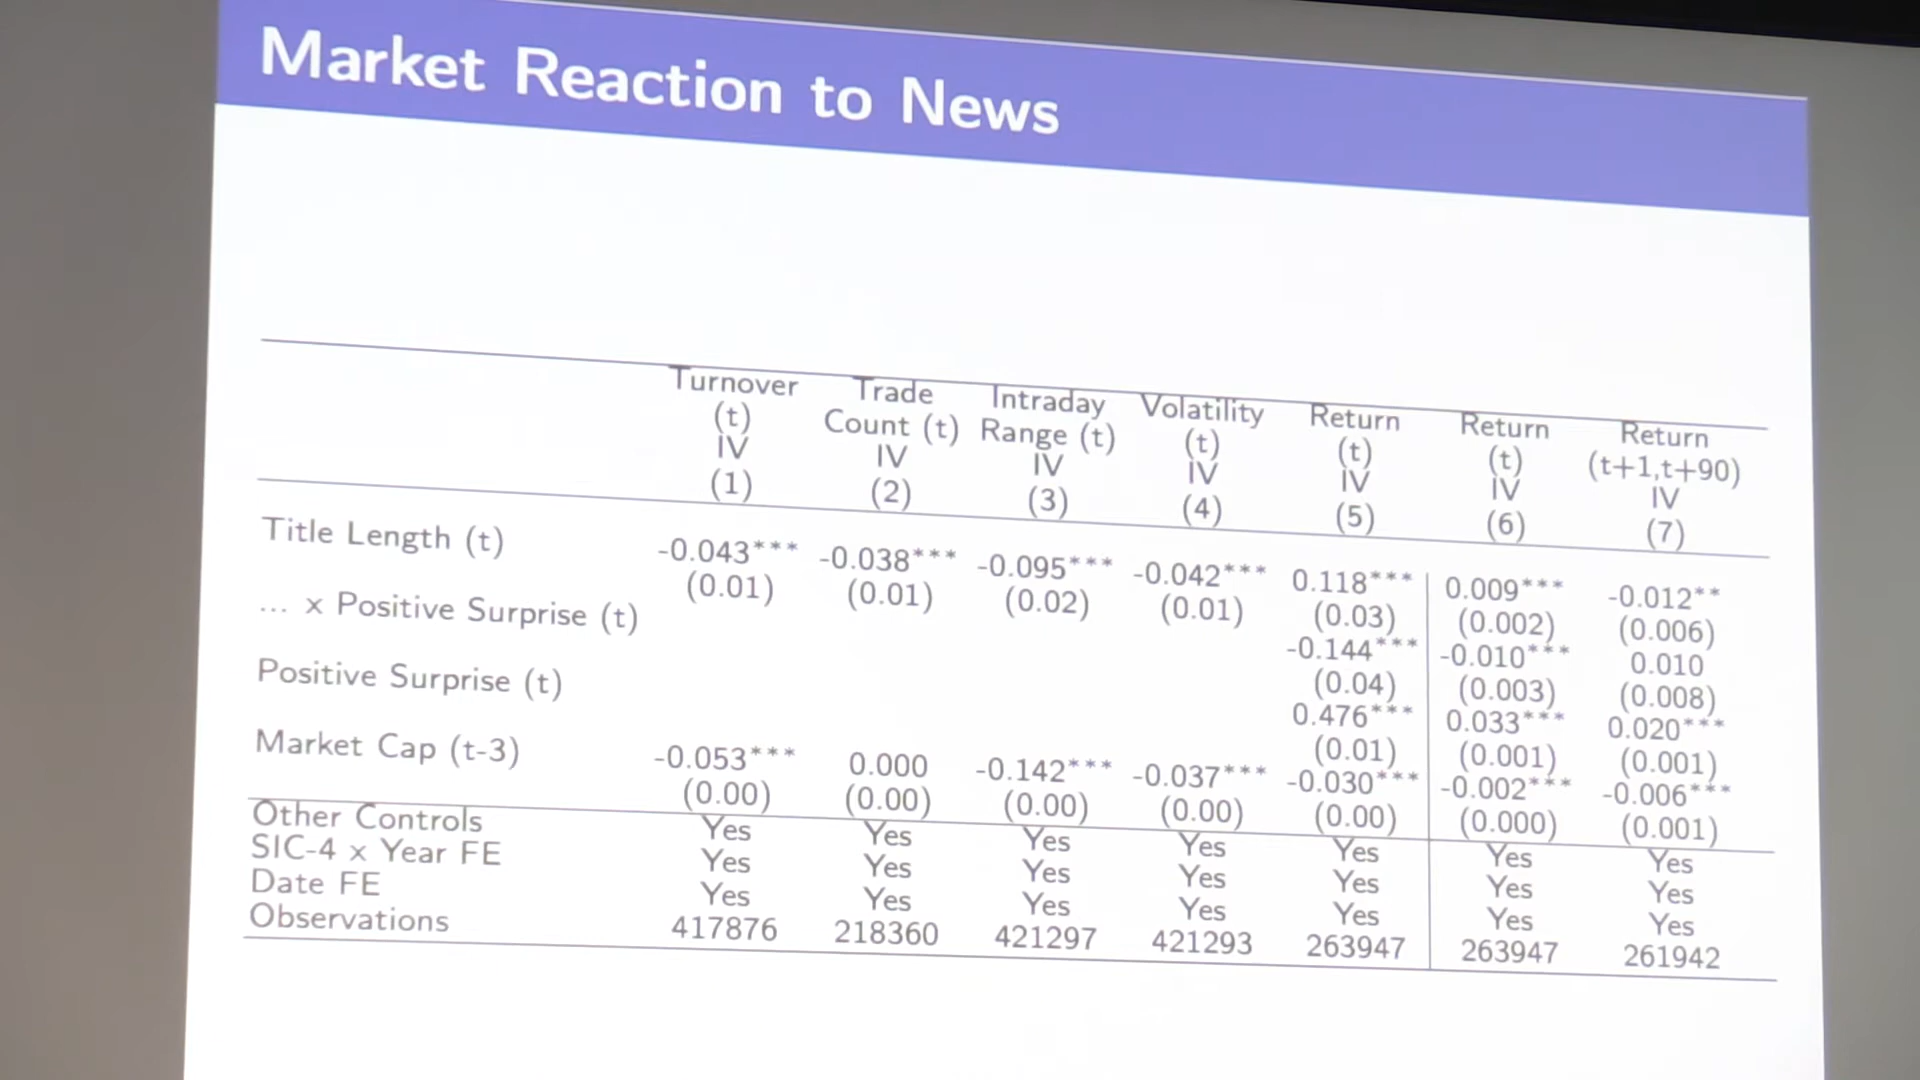 Market Reaction to News
Turnover Trade Intraday Volatility Return Return Return
(t) Count (t) Range (t) (t) (t) (t) (t+1,t+90)
IV IV IV IV IV IV IV
(1) (2) (3) (4) (5) (6) (7)
Title Length (t) -0.043*** -0.038*** -0.095*** -0.042*** 0.118*** 0.009*** -0.012**
(0.01) (0.01) (0.02) (0.01) (0.03) (0.002) (0.006)
... x Positive Surprise (t) -0.144*** -0.010*** 0.010
(0.04) (0.003) (0.008)
Positive Surprise (t) 0.476*** 0.033*** 0.020***
(0.01) (0.001) (0.001)
Market Cap (t-3) -0.053*** 0.000 -0.142*** -0.037*** -0.030*** -0.002*** -0.006***
(0.00) (0.00) (0.00) (0.00) (0.00) (0.000) (0.001)
Other Controls Yes Yes Yes Yes Yes Yes Yes
SIC-4 x Year FE Yes Yes Yes Yes Yes Yes Yes
Date FE Yes Yes Yes Yes Yes Yes Yes
Observations 417876 218360 421297 421293 263947 263947 261942